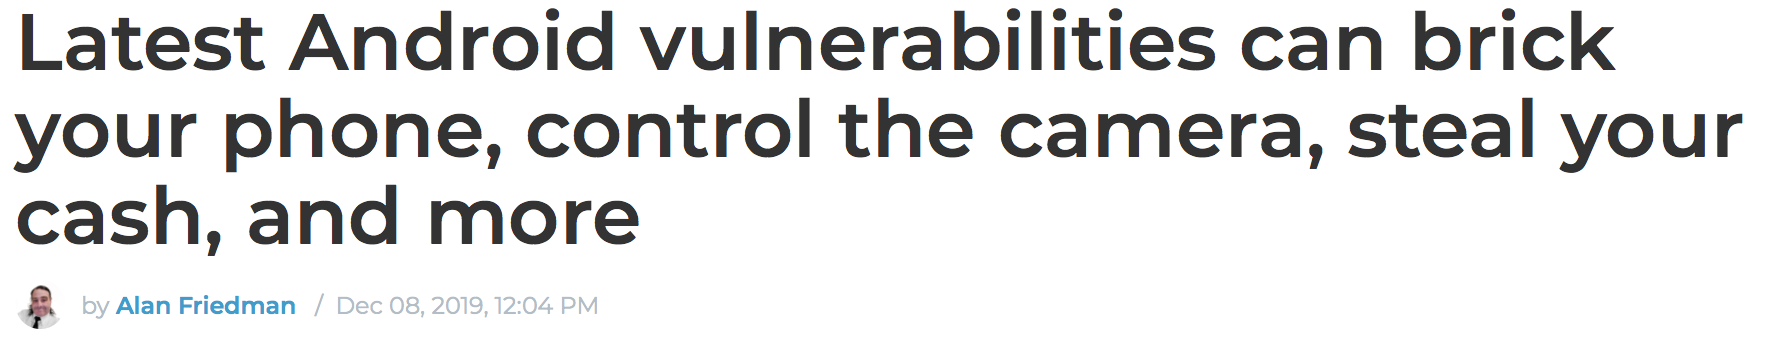 Latest Android vulnerabilities can brick
your phone, control the camera, steal your
cash, and more
by Alan Friedman / Dec 08, 2019, 12:04 PM